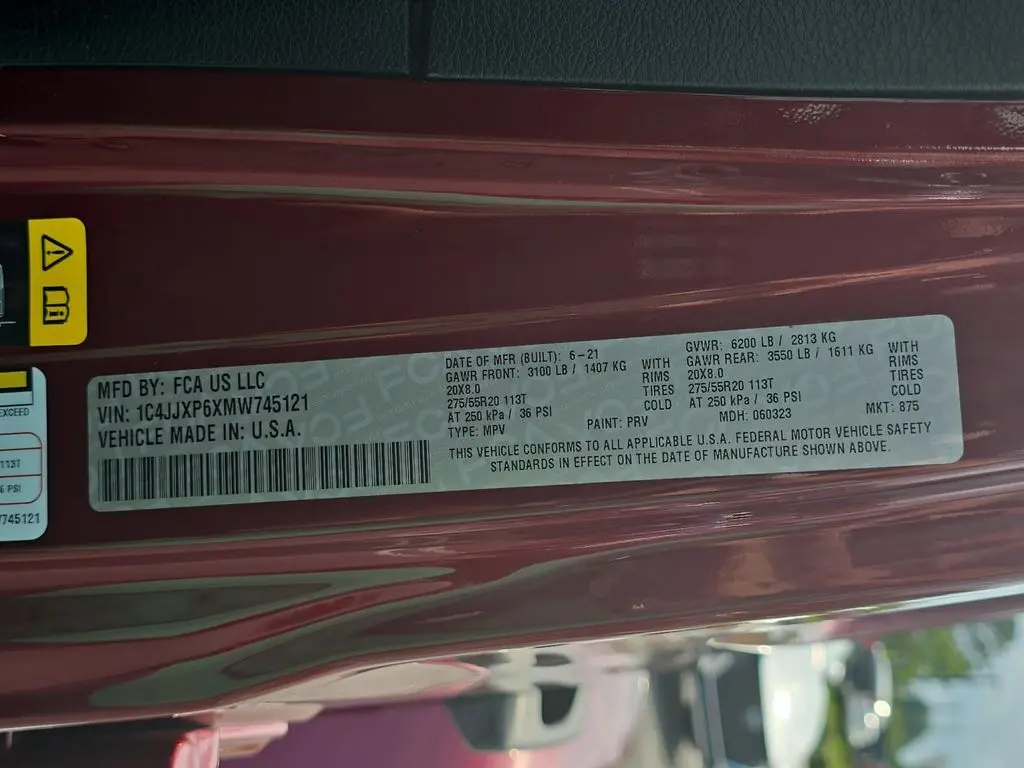 MFD BY: FCA US LLC
VIN: 1C4JJXP6XMW745121
VEHICLE MADE IN: U.S.A.
DATE OF MFR (BUILT): 6-21
GAWR FRONT: 3100 LB / 1407 KG WITH
20X8.0 RIMS
275/55R20 113T TIRES
AT 250 kPa / 36 PSI COLD
TYPE: MPV PAINT: PRV
GVWR: 6200 LB / 2813 KG
GAWR REAR: 3550 LB / 1611 KG WITH
20X8.0 RIMS
275/55R20 113T TIRES
AT 250 kPa / 36 PSI COLD
MDH: 060323 MKT: 875
THIS VEHICLE CONFORMS TO ALL APPLICABLE U.S.A. FEDERAL MOTOR VEHICLE SAFETY
STANDARDS IN EFFECT ON THE DATE OF MANUFACTURE SHOWN ABOVE.
EXCEED
113T
6 PSI
745121